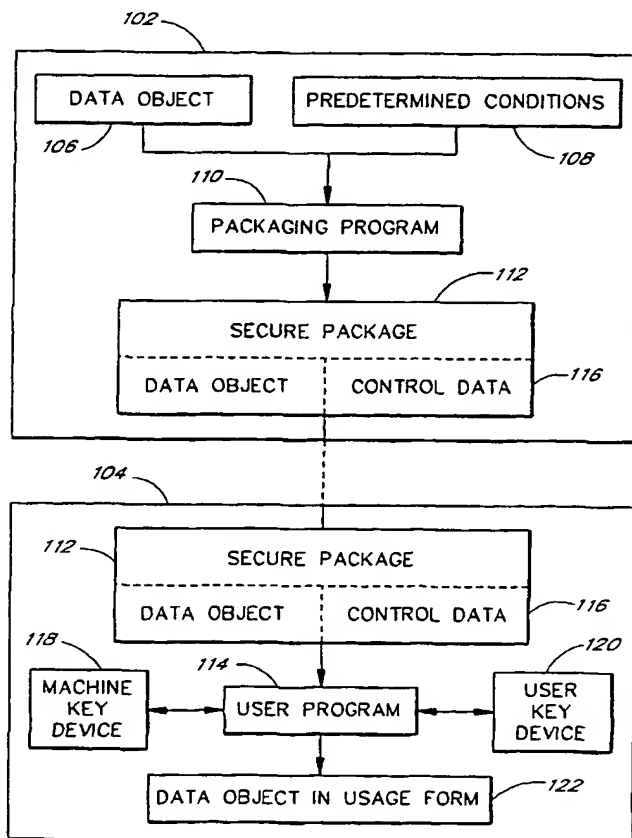 102
DATA OBJECT
PREDETERMINED CONDITIONS
106
108
110
PACKAGING PROGRAM
112
SECURE PACKAGE
DATA OBJECT
CONTROL DATA
116
104
112
SECURE PACKAGE
DATA OBJECT
CONTROL DATA
116
118
MACHINE
KEY
DEVICE
114
USER PROGRAM
120
USER
KEY
DEVICE
DATA OBJECT IN USAGE FORM
122